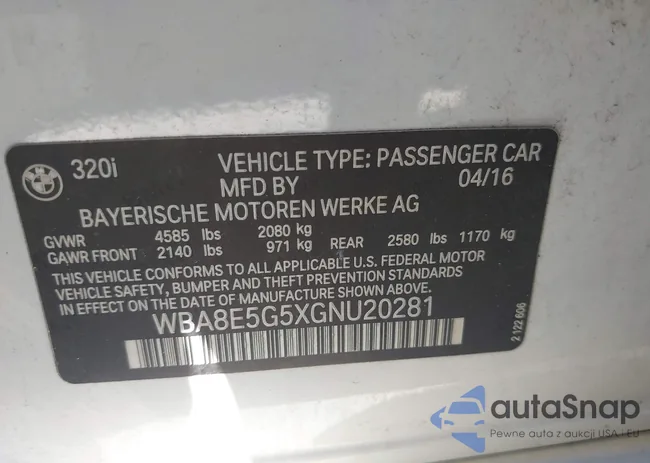 BMW
320i VEHICLE TYPE: PASSENGER CAR
MFD BY 04/16
BAYERISCHE MOTOREN WERKE AG
GVWR 4585 lbs 2080 kg
GAWR FRONT 2140 lbs 971 kg REAR 2580 lbs 1170 kg
THIS VEHICLE CONFORMS TO ALL APPLICABLE U.S. FEDERAL MOTOR
VEHICLE SAFETY, BUMPER AND THEFT PREVENTION STANDARDS
IN EFFECT ON THE DATE OF MANUFACTURE SHOWN ABOVE.
WBA8E5G5XGNU20281
2 122 606
autaSnap
Pewne auta z aukcji USA i EU